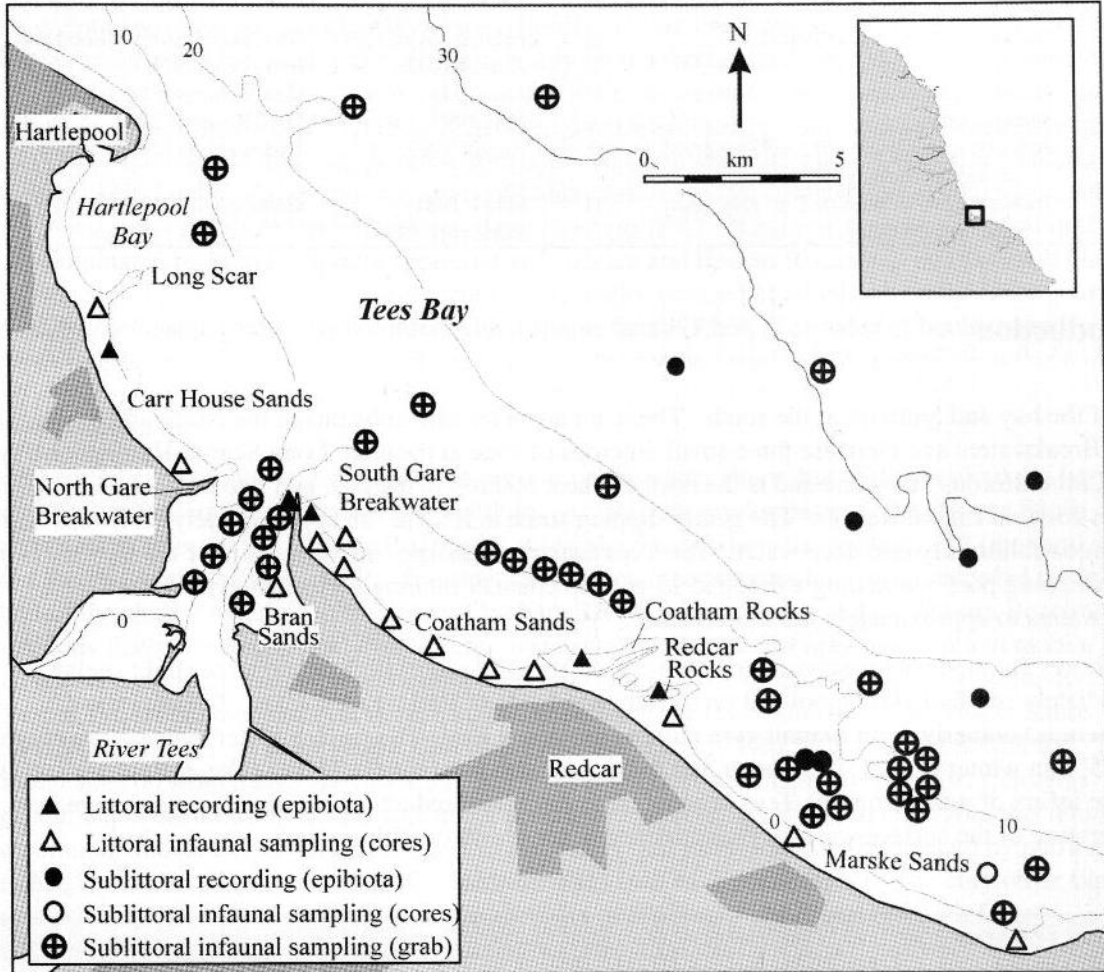 10
20
30
N
0 km 5
Hartlepool
Hartlepool
Bay
Long Scar
Tees Bay
Carr House Sands
North Gare
Breakwater
South Gare
Breakwater
Bran
Sands
0
Coatham Sands
Coatham Rocks
Redcar
Rocks
River Tees
Redcar
0
10
Marske Sands
Littoral recording (epibiota)
Littoral infaunal sampling (cores)
Sublittoral recording (epibiota)
Sublittoral infaunal sampling (cores)
Sublittoral infaunal sampling (grab)